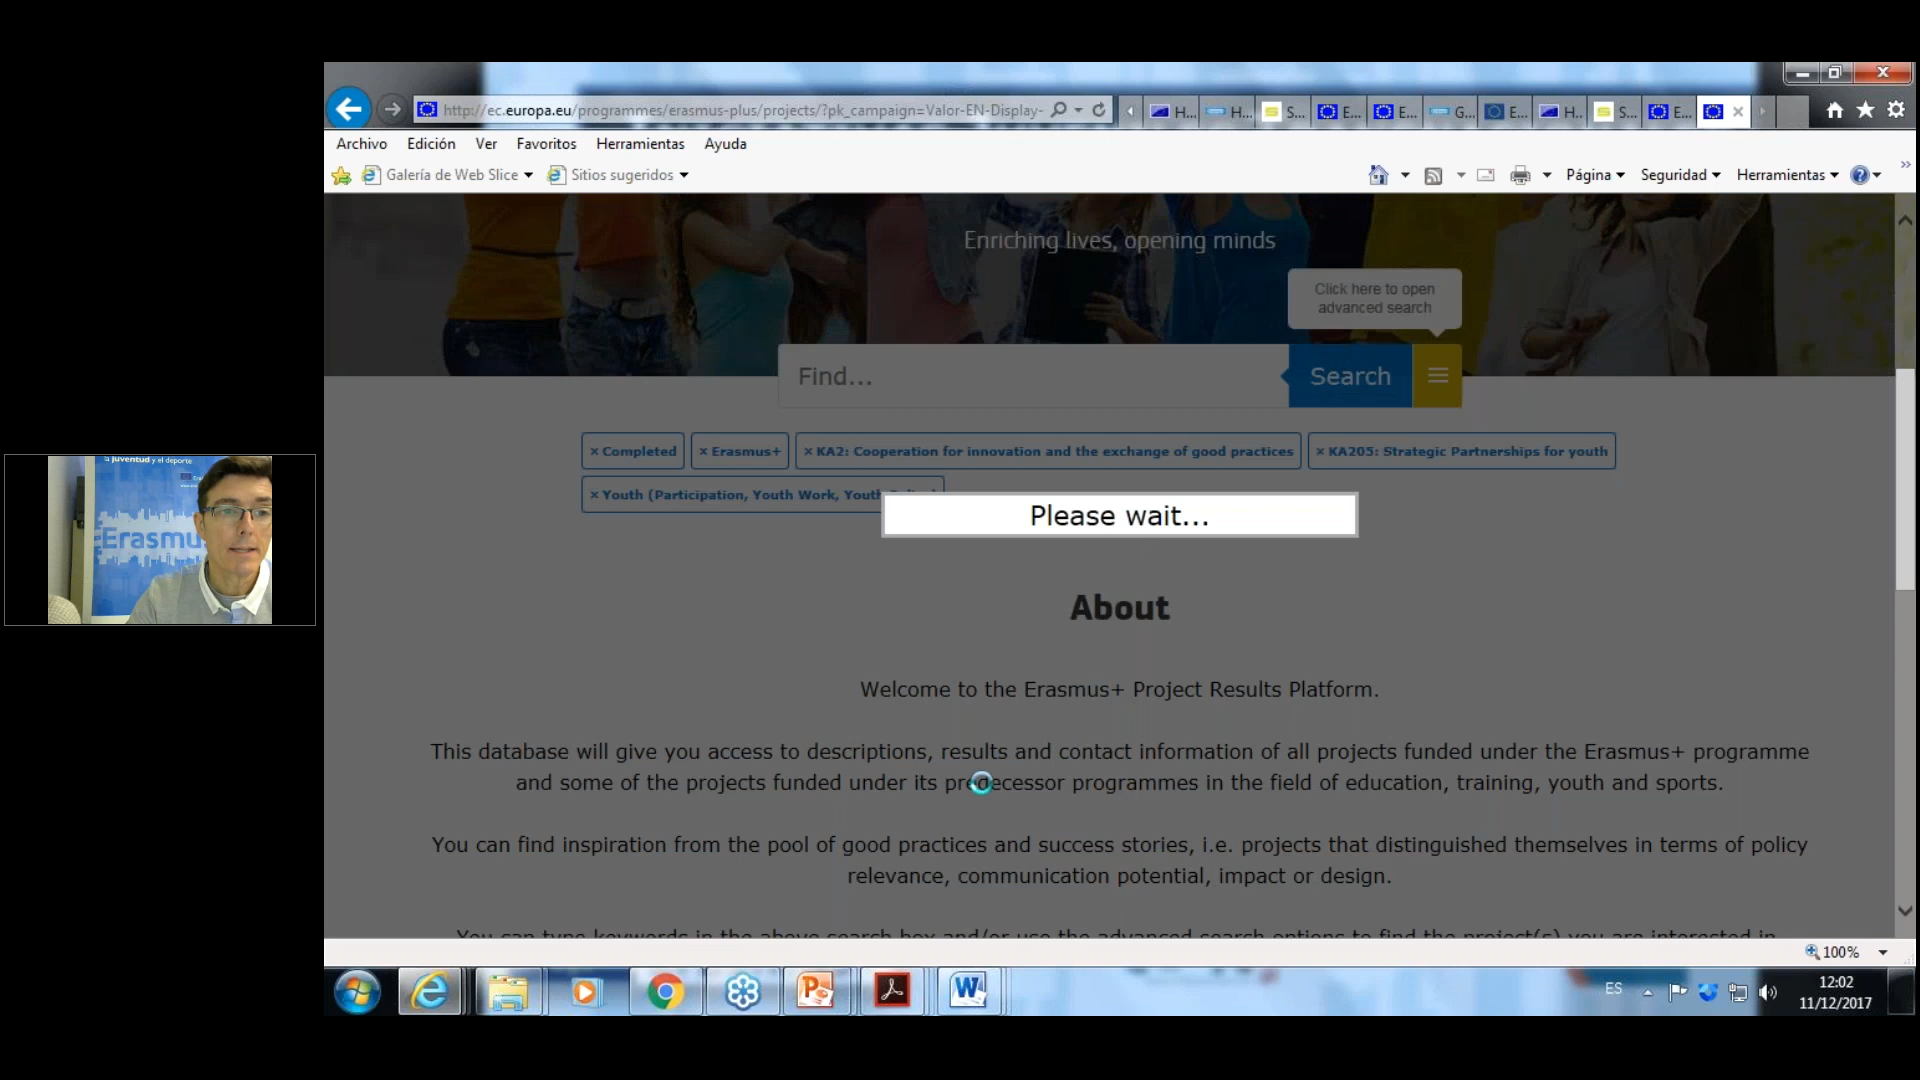 http://ec.europa.eu/programmes/erasmus-plus/projects/?pk_campaign=Valor-EN-Display-
H...
H...
S...
E...
E...
G...
E...
H..
S...
E...
Archivo Edición Ver Favoritos Herramientas Ayuda
Galería de Web Slice Sitios sugeridos Página Seguridad Herramientas
Enriching lives, opening minds
Click here to open
advanced search
Find... Search
× Completed × Erasmus+ × KA2: Cooperation for innovation and the exchange of good practices × KA205: Strategic Partnerships for youth
× Youth (Participation, Youth Work, Youth
Please wait...
la juventud y el deporte
Erasmu
About
Welcome to the Erasmus+ Project Results Platform.
This database will give you access to descriptions, results and contact information of all projects funded under the Erasmus+ programme
and some of the projects funded under its predecessor programmes in the field of education, training, youth and sports.
You can find inspiration from the pool of good practices and success stories, i.e. projects that distinguished themselves in terms of policy
relevance, communication potential, impact or design.
You can type keywords in the above search box and/or use the advanced search options to find the project(s) you are interested in
100%
ES
12:02
11/12/2017